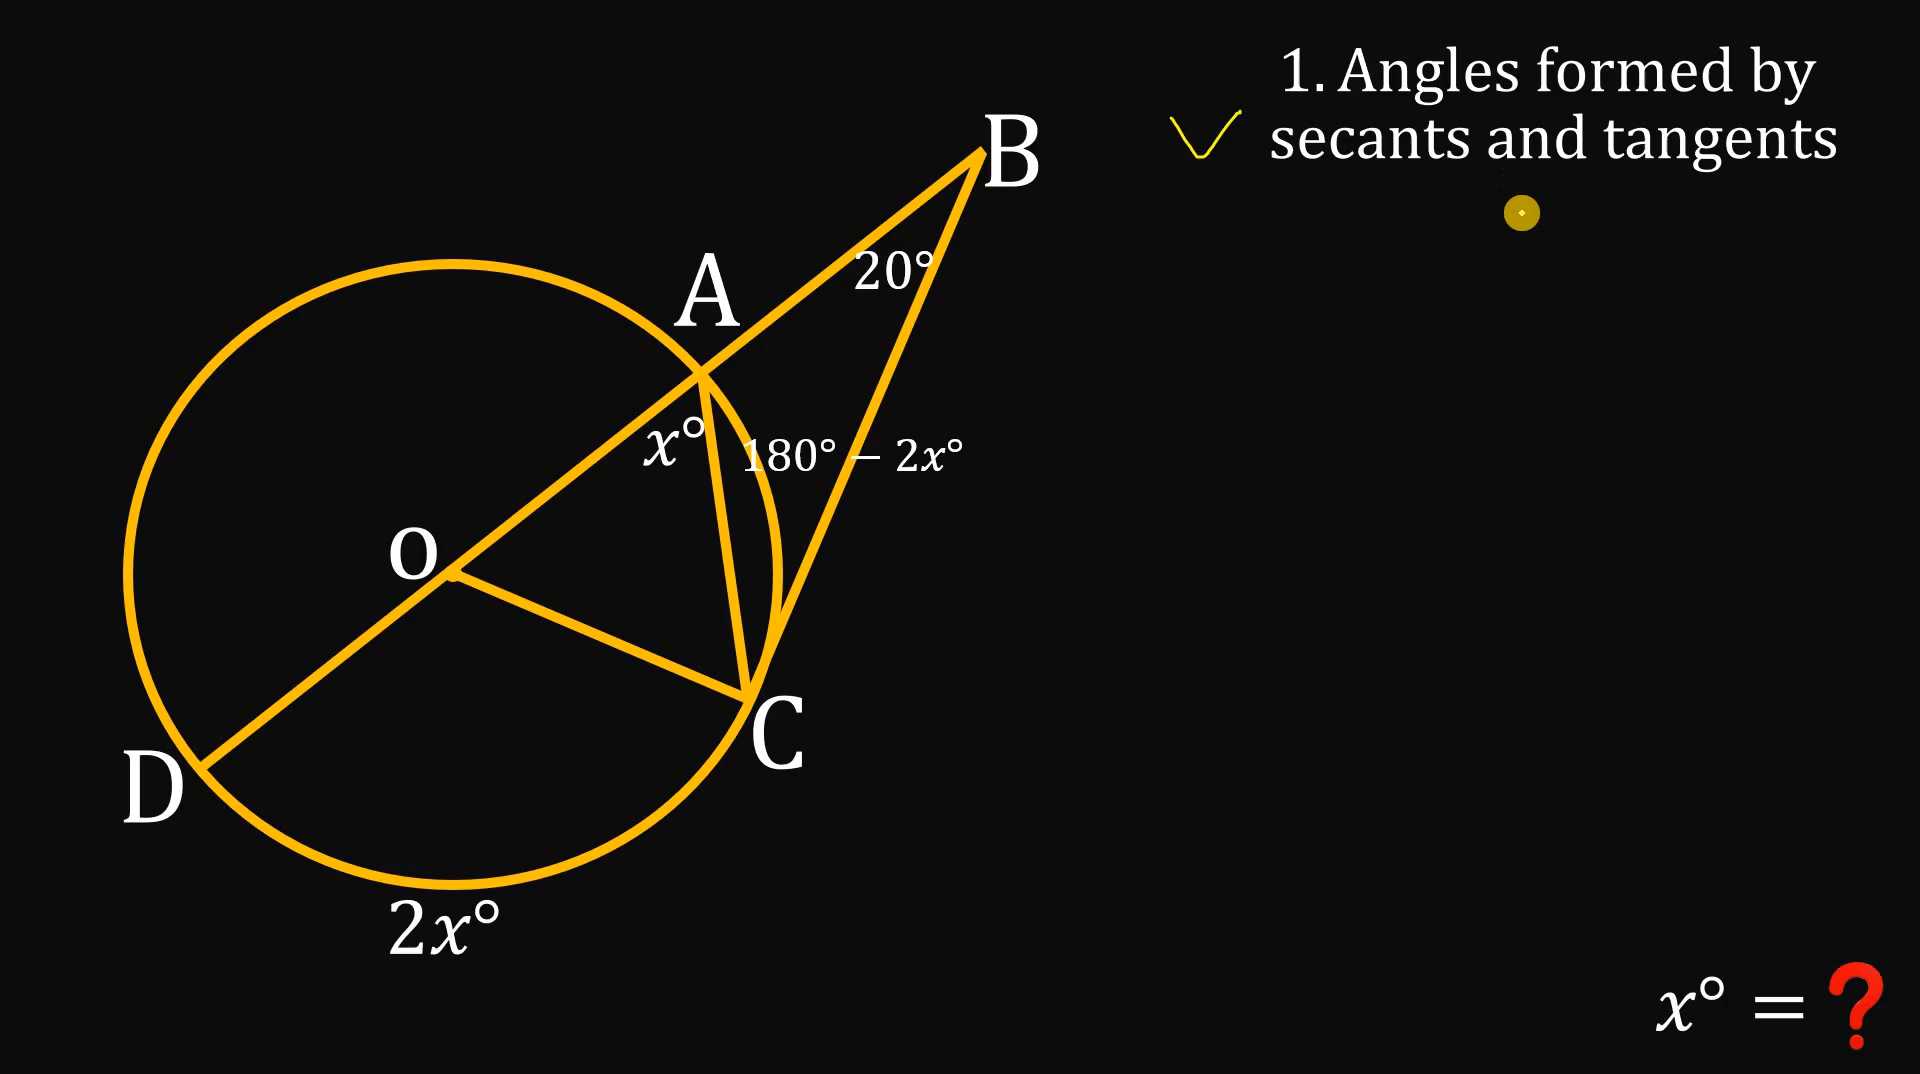 1. Angles formed by
secants and tangents
B
A
20°
x°
180° − 2x°
O
C
D
2x°
x° = ?